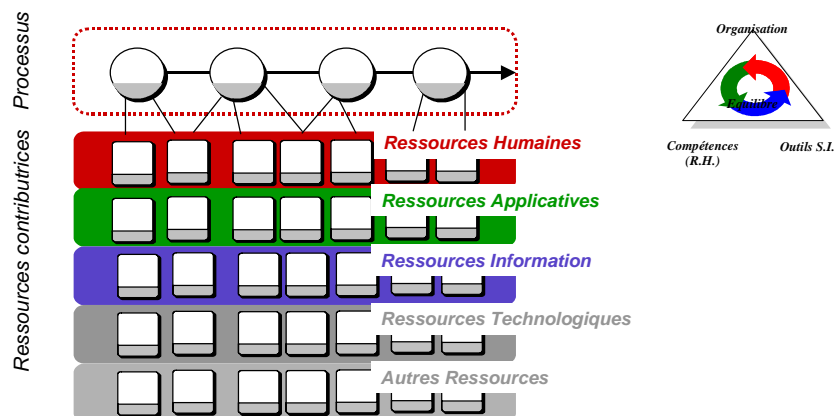 Processus
Ressources contributrices
Ressources Humaines
Ressources Applicatives
Ressources Information
Ressources Technologiques
Autres Ressources
Organisation
Equilibre
Compétences
(R.H.)
Outils S.I.